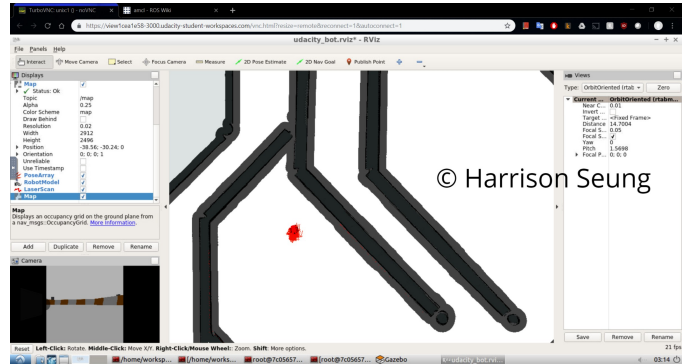 TurboVNC: unix:1 () - noVNC
amcl - ROS Wiki
https://view1cea1e58-3000.udacity-student-workspaces.com/vnc.html?resize=remote&reconnect=1&autoconnect=1
udacity_bot.rviz* - RViz
File Panels Help
Interact Move Camera Select Focus Camera Measure 2D Pose Estimate 2D Nav Goal Publish Point
Displays
Map
Status: Ok
Topic /map
Alpha 0.25
Color Scheme map
Draw Behind
Resolution 0.02
Width 2912
Height 2496
Position -38.56; -30.24; 0
Orientation 0; 0; 0; 1
Unreliable
Use Timestamp
PoseArray
RobotModel
LaserScan
Map
Map
Displays an occupancy grid on the ground plane from
a nav_msgs::OccupancyGrid. More Information.
Add Duplicate Remove Rename
Camera
Views
Type: OrbitOriented (rtab Zero
Current ... OrbitOriented (rtabm...
Near C... 0.01
Invert ...
Target ... <Fixed Frame>
Distance 14.7004
Focal S... 0.05
Focal S...
Yaw 0
Pitch 1.5698
Focal P... 0; 0; 0
© Harrison Seung
Save Remove Rename
Reset Left-Click: Rotate. Middle-Click: Move X/Y. Right-Click/Mouse Wheel:: Zoom. Shift: More options.
21 fps
/home/worksp... [/home/works... root@7c05657... [root@7c05657... Gazebo udacity_bot.rvi...
03:14